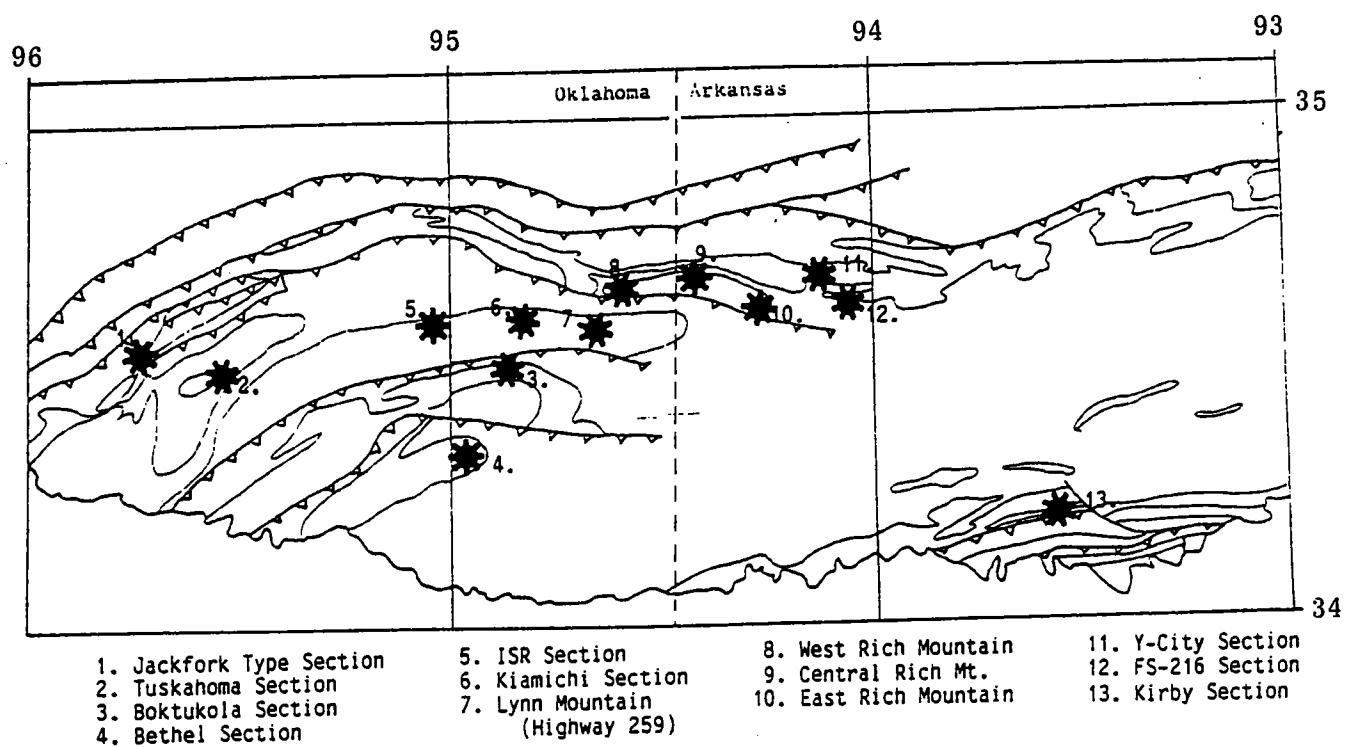 96 95 94 93
Oklahoma Arkansas
35
8. 9. 11.
5. 6. 7 10. 12.
1. 2. 3.
4.
13.
34
1. Jackfork Type Section
2. Tuskahoma Section
3. Boktukola Section
4. Bethel Section
5. ISR Section
6. Kiamichi Section
7. Lynn Mountain
(Highway 259)
8. West Rich Mountain
9. Central Rich Mt.
10. East Rich Mountain
11. Y-City Section
12. FS-216 Section
13. Kirby Section